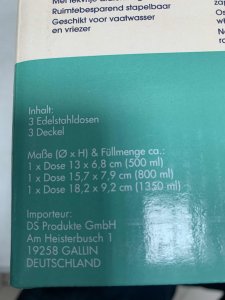 Ruimtebesparend stapelbaar
Geschikt voor vaatwasser
en vriezer
Inhalt:
3 Edelstahldosen
3 Deckel
Maße (Ø x H) & Füllmenge ca.:
1 x Dose 13 x 6,8 cm (500 ml)
1 x Dose 15,7 x 7,9 cm (800 ml)
1 x Dose 18,2 x 9,2 cm (1350 ml)
Importeur:
DS Produkte GmbH
Am Heisterbusch 1
19258 GALLIN
DEUTSCHLAND